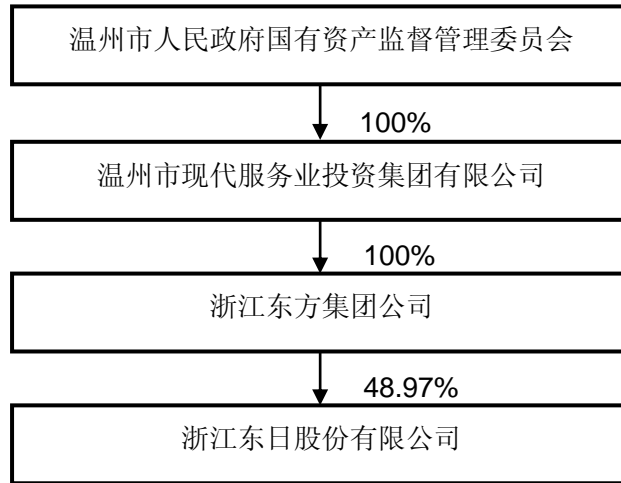 温州市人民政府国有资产监督管理委员会
100%
温州市现代服务业投资集团有限公司
100%
浙江东方集团公司
48.97%
浙江东日股份有限公司